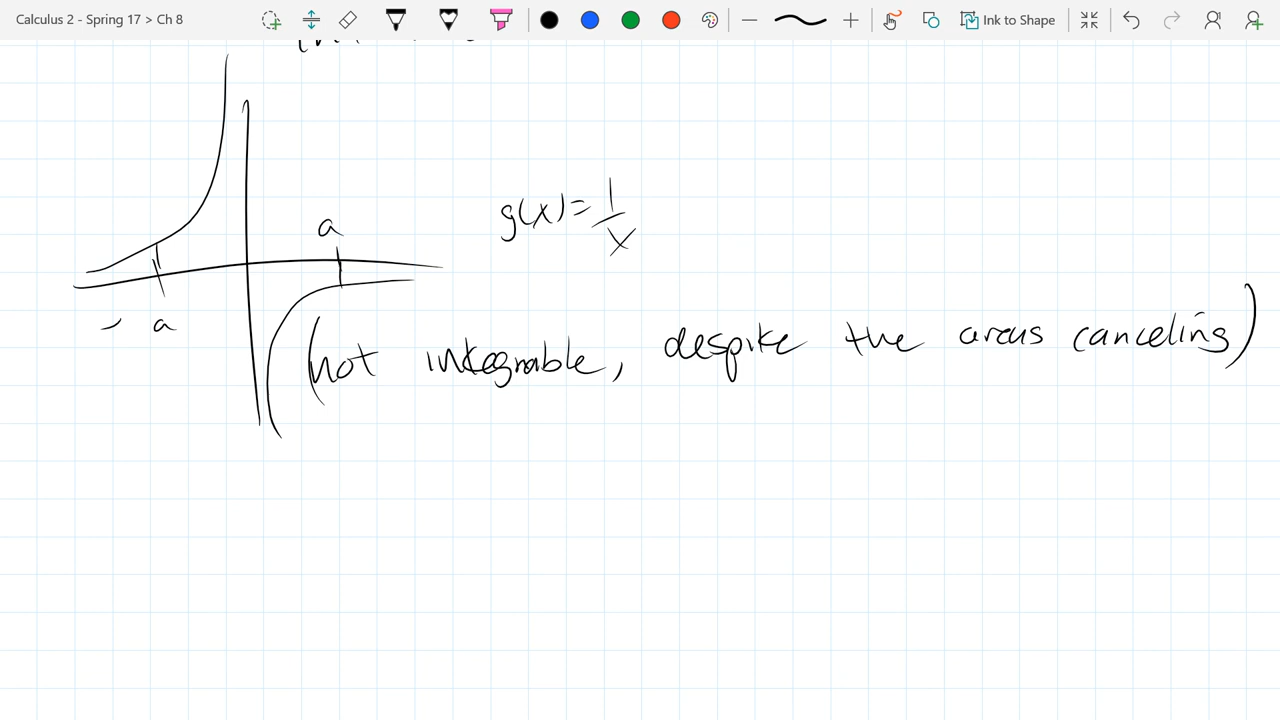 Calculus 2 - Spring 17 > Ch 8
Ink to Shape
a
g(x) = 1/x
- a
(not integrable, despite the areas canceling)